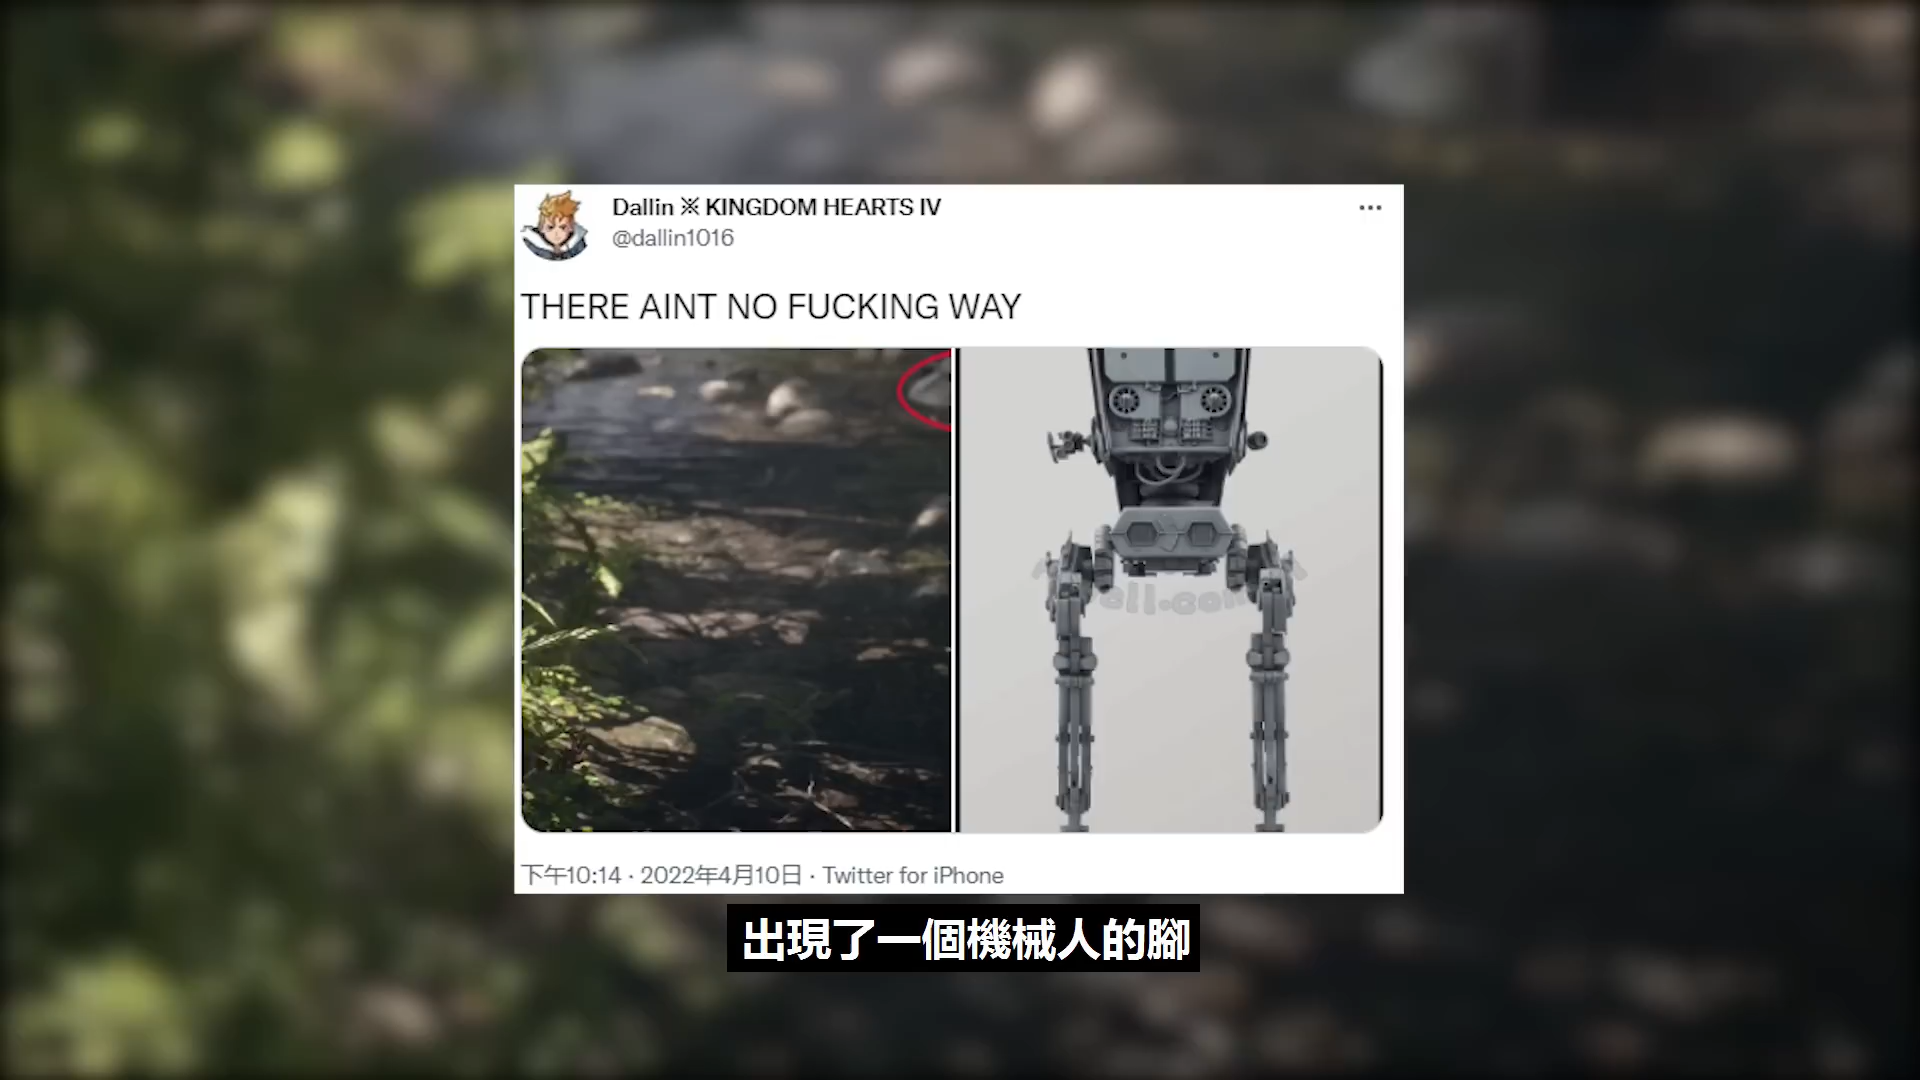 Dallin ※ KINGDOM HEARTS IV
@dallin1016
THERE AINT NO FUCKING WAY
下午10:14 · 2022年4月10日 · Twitter for iPhone
出現了一個機械人的腳